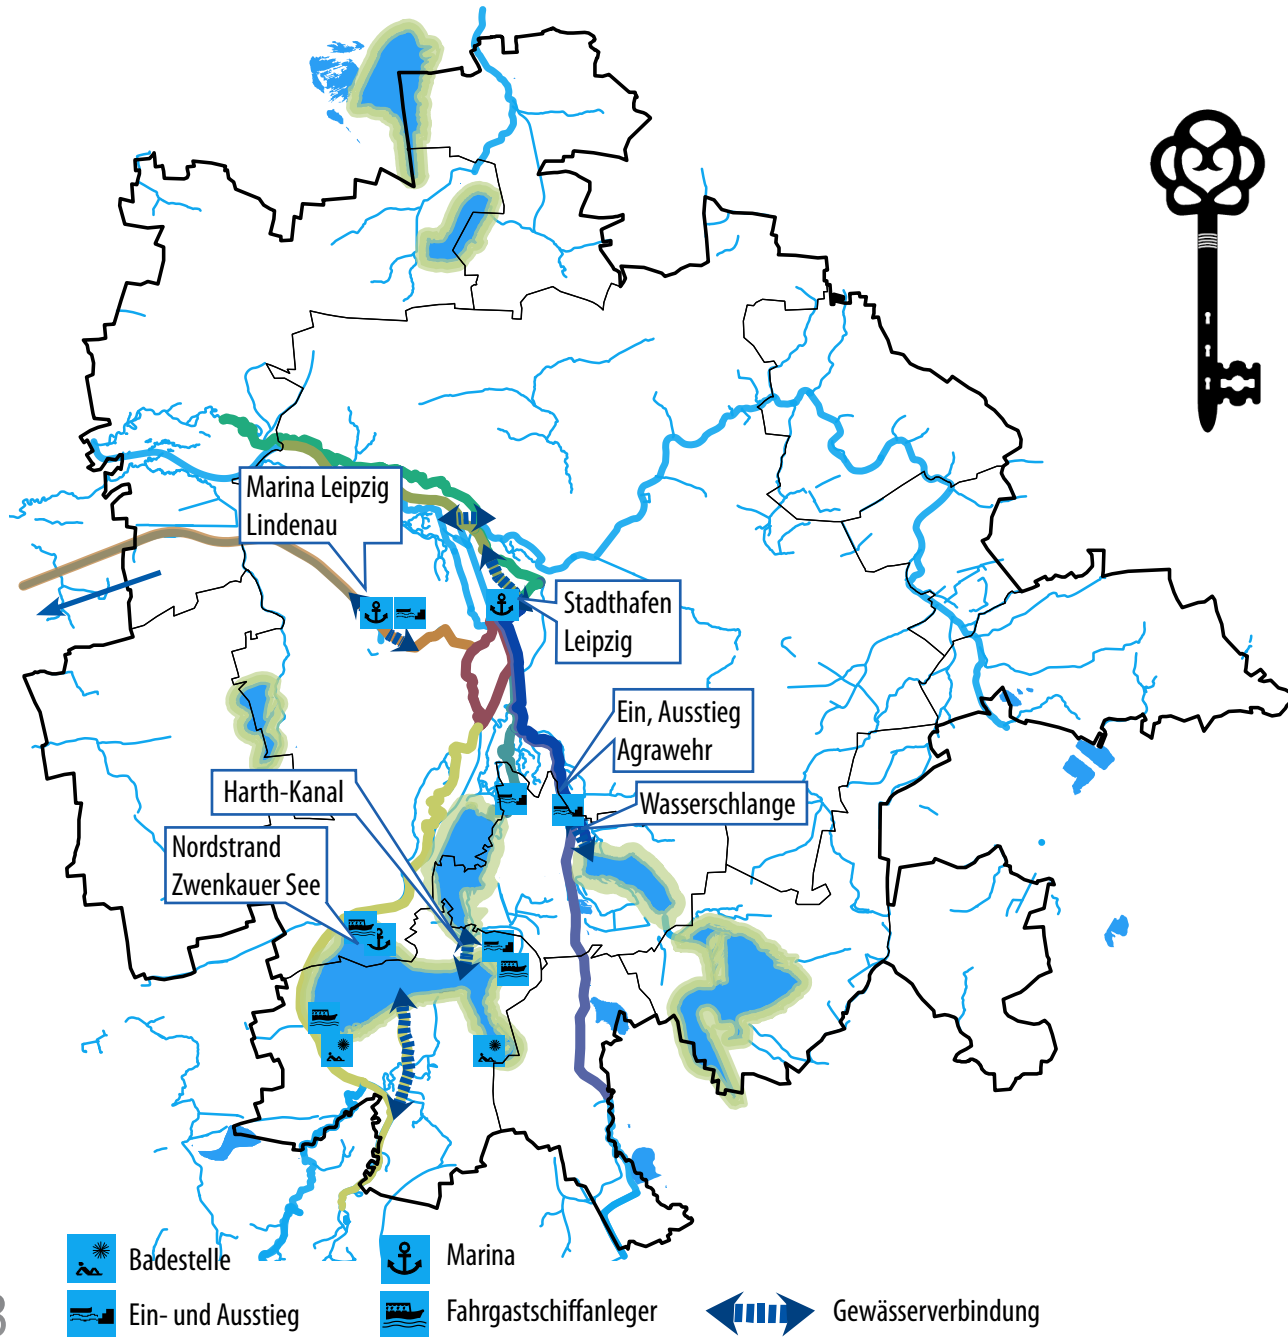 Marina Leipzig
Lindenau
Stadthafen
Leipzig
Ein, Ausstieg
Agrawehr
Harth-Kanal
Wasserschlange
Nordstrand
Zwenkauer See
Badestelle
Marina
Ein- und Ausstieg
Fahrgastschiffanleger
Gewässerverbindung